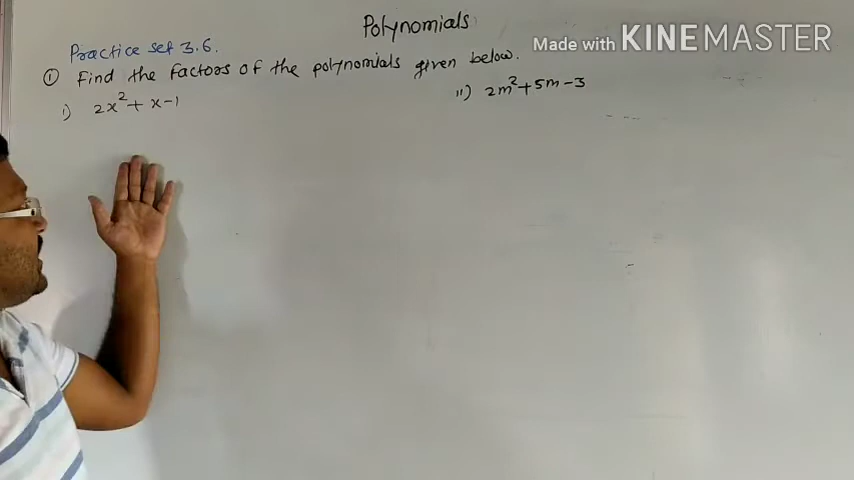 Polynomials
Made with KINEMASTER
Practice set 3.6.
① Find the factors of the polynomials given below.
i) 2x² + x - 1
ii) 2m² + 5m - 3